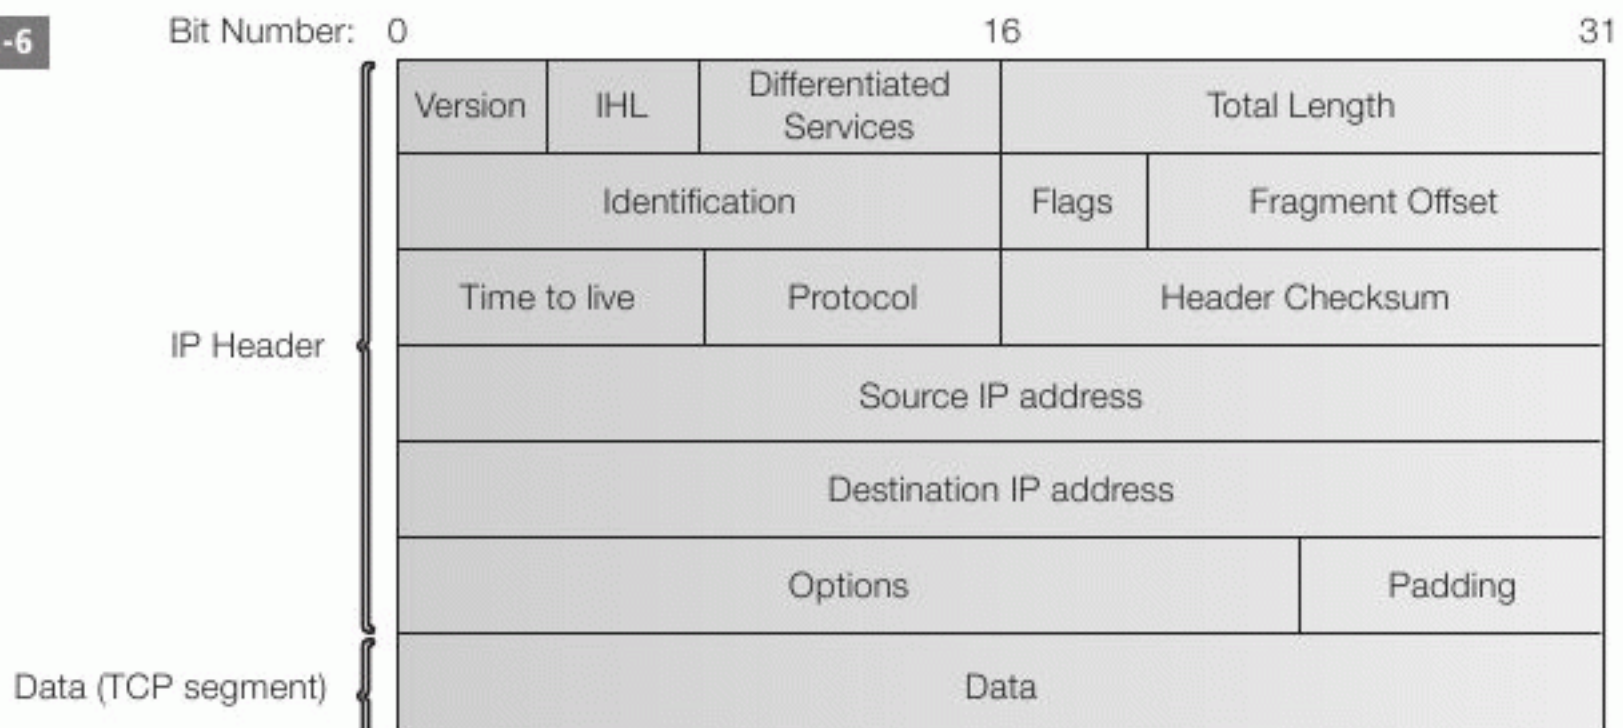 -6
Bit Number: 0 16 31
Version IHL Differentiated Services Total Length
Identification Flags Fragment Offset
Time to live Protocol Header Checksum
IP Header
Source IP address
Destination IP address
Options Padding
Data (TCP segment) Data